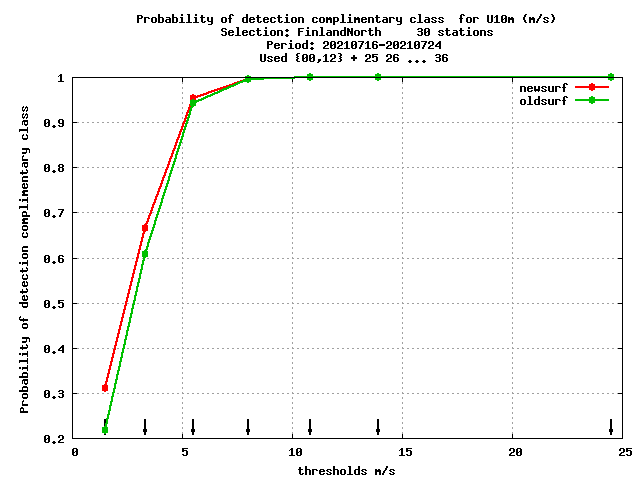 Probability of detection complimentary class  for U10m (m/s)
Selection: FinlandNorth     30 stations
Period: 20210716-20210724
Used {00,12} + 25 26 ... 36
newsurf
oldsurf
Probability of detection complimentary class
1
0.9
0.8
0.7
0.6
0.5
0.4
0.3
0.2
0 5 10 15 20 25
thresholds m/s